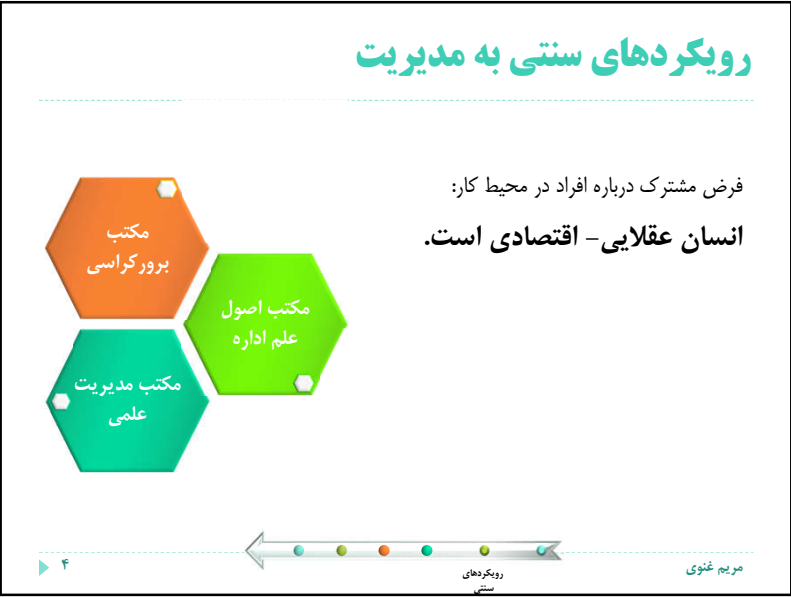 رویکردهای سنتی به مدیریت
فرض مشترک درباره افراد در محیط کار:
انسان عقلایی- اقتصادی است.
مکتب
برورکراسی
مکتب اصول
علم اداره
مکتب مدیریت
علمی
رویکردهای
سنتی
مریم غنوی
۴